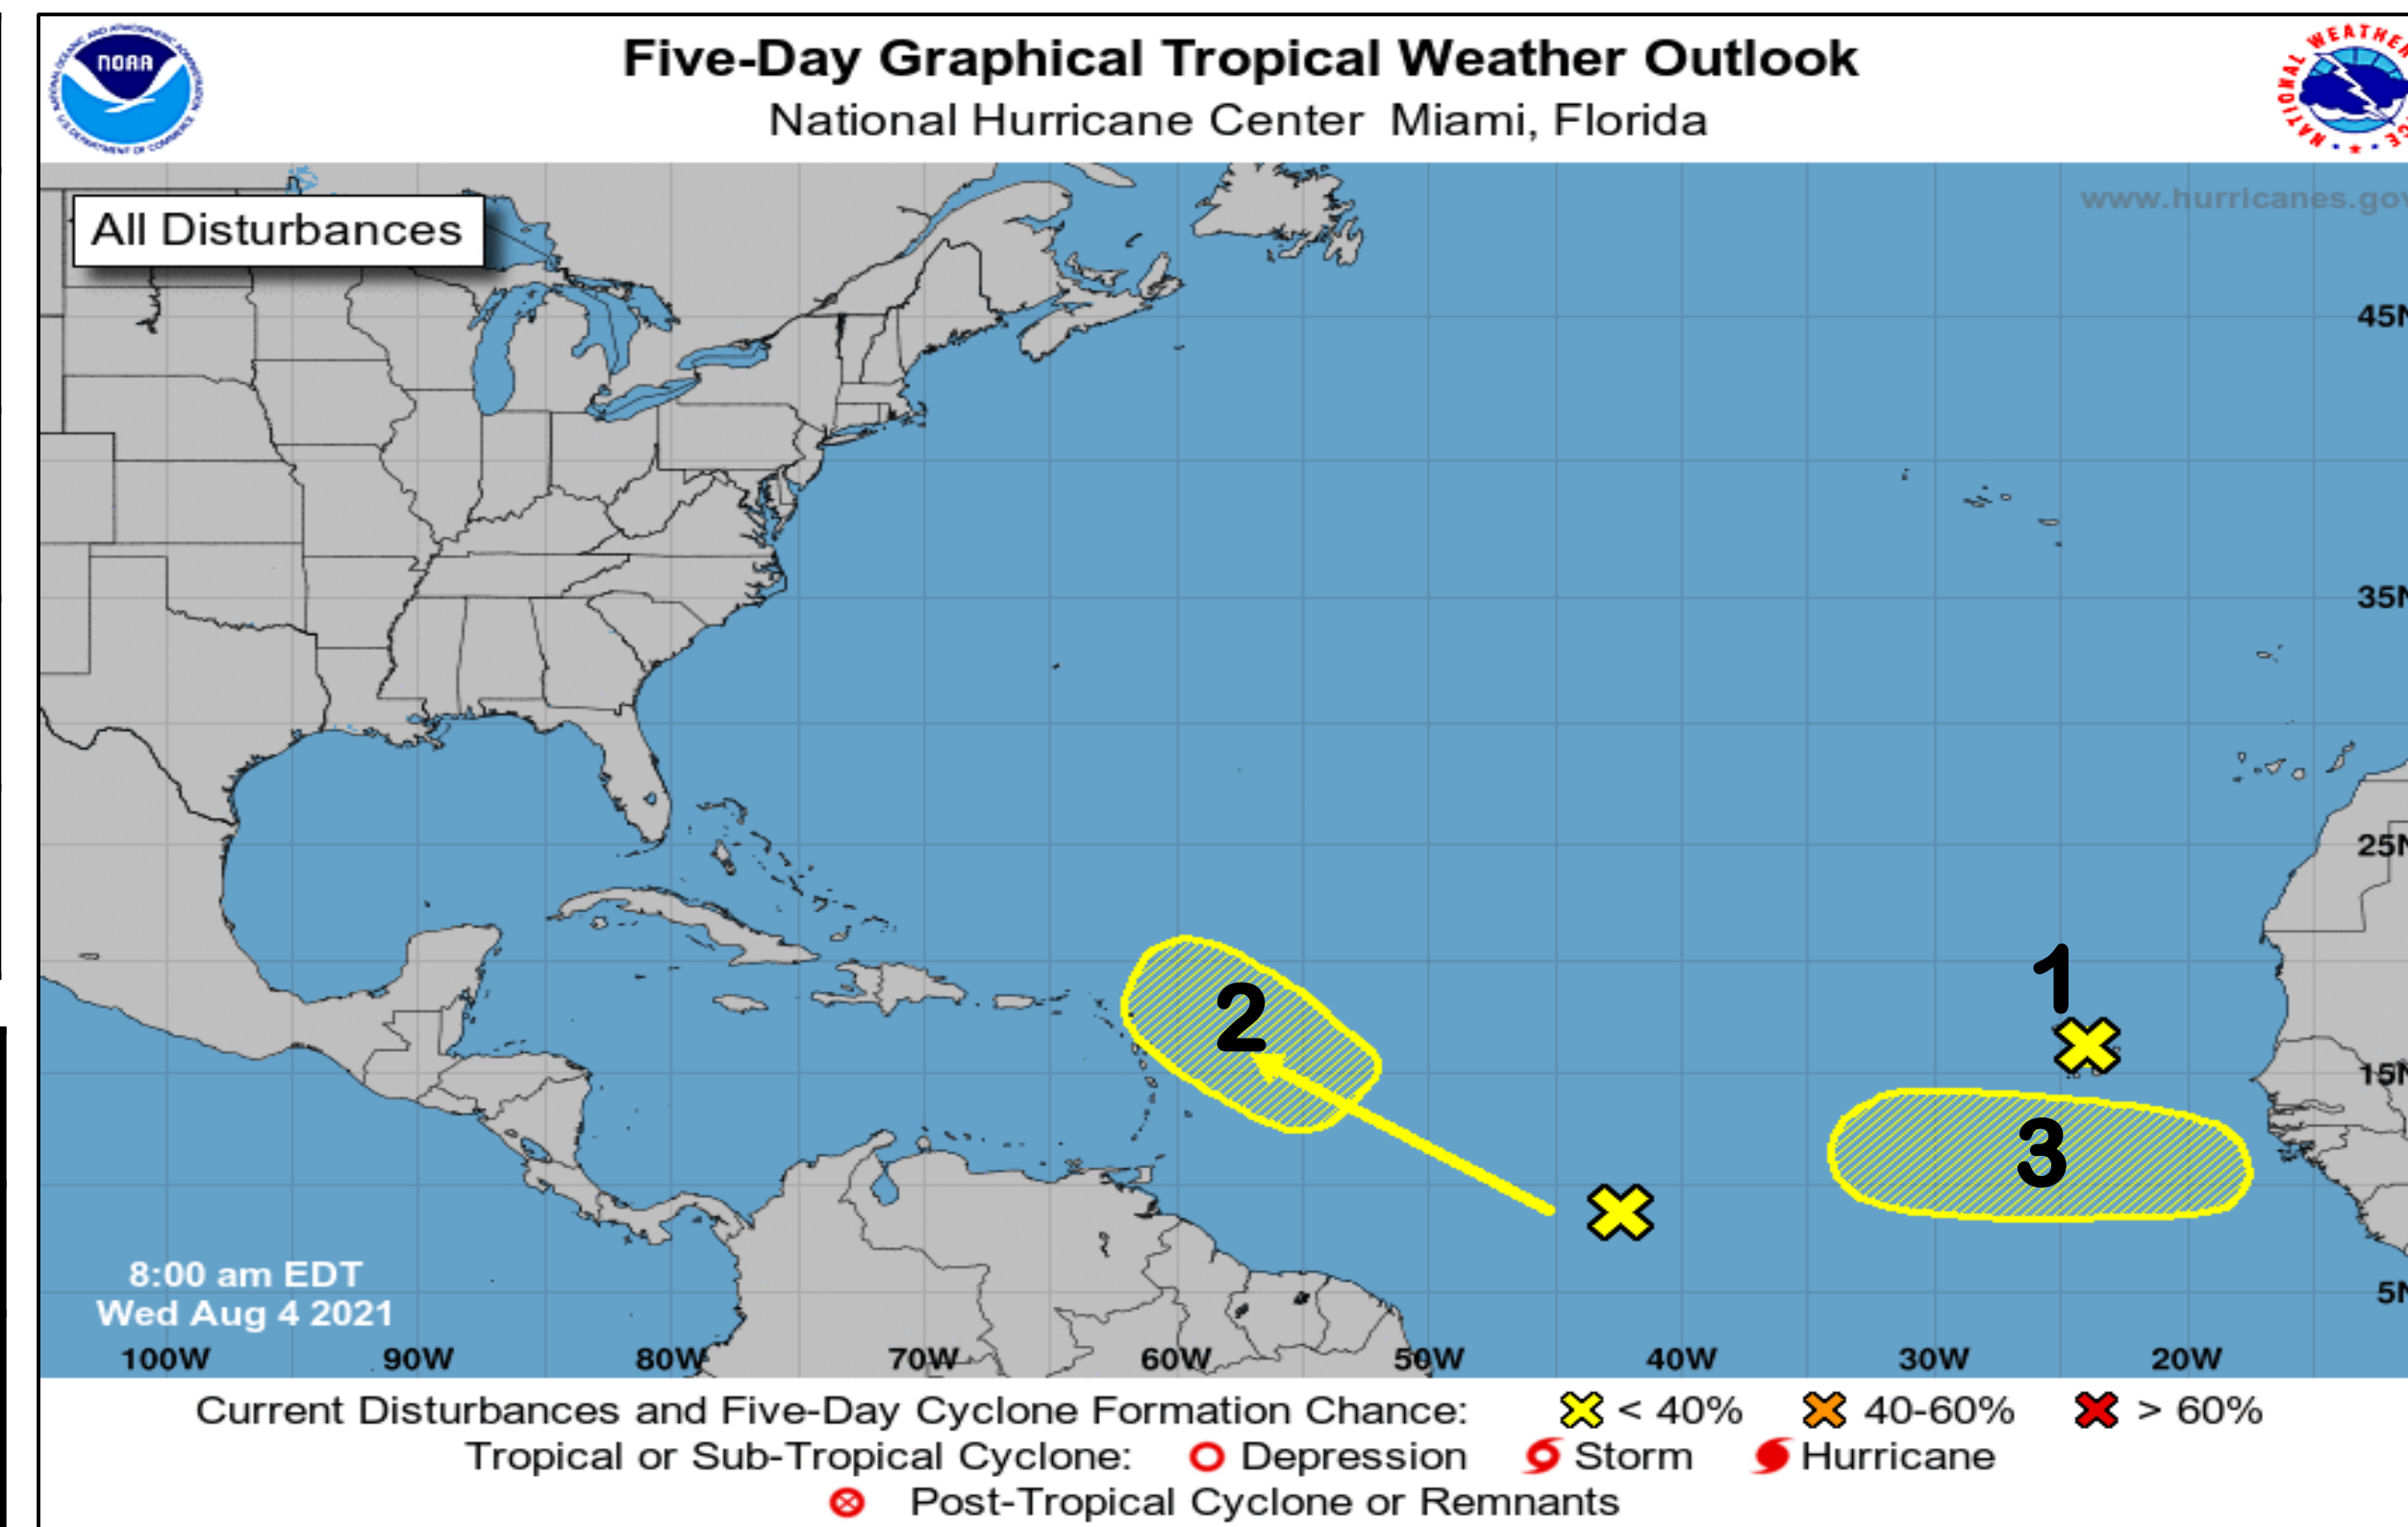 NOAA
Five-Day Graphical Tropical Weather Outlook
National Hurricane Center Miami, Florida
NATIONAL WEATHER
All Disturbances
www.hurricanes.gov
45N
35N
25N
15N
5N
1
2
3
8:00 am EDT
Wed Aug 4 2021
100W 90W 80W 70W 60W 50W 40W 30W 20W
Current Disturbances and Five-Day Cyclone Formation Chance: < 40% 40-60% > 60%
Tropical or Sub-Tropical Cyclone: Depression Storm Hurricane
Post-Tropical Cyclone or Remnants